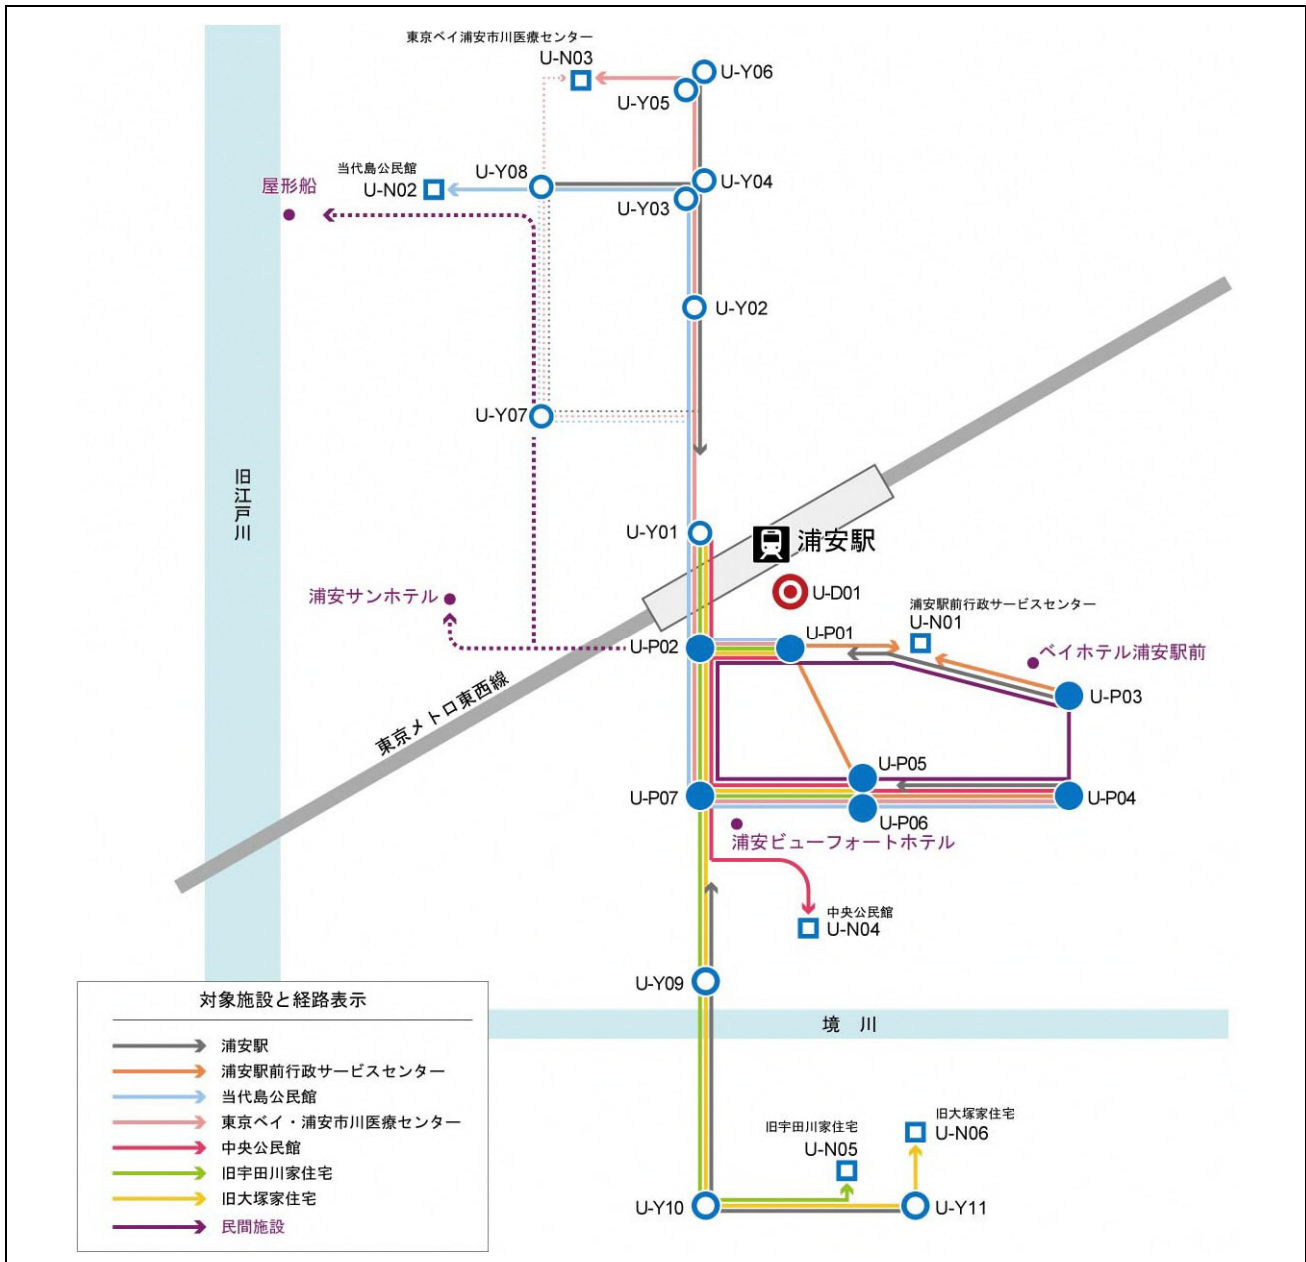 東京ベイ浦安市川医療センター
U-N03
U-Y06
U-Y05
当代島公民館
U-N02
U-Y08
U-Y04
屋形船
U-Y03
U-Y02
U-Y07
旧江戸川
U-Y01
浦安駅
浦安サンホテル
U-D01
浦安駅前行政サービスセンター
U-N01
U-P02
U-P01
ベイホテル浦安駅前
U-P03
東京メトロ東西線
U-P05
U-P07
U-P04
U-P06
浦安ビューフォートホテル
中央公民館
U-N04
U-Y09
境 川
対象施設と経路表示
浦安駅
浦安駅前行政サービスセンター
当代島公民館
東京ベイ・浦安市川医療センター
中央公民館
旧宇田川家住宅
旧大塚家住宅
民間施設
旧宇田川家住宅
U-N05
旧大塚家住宅
U-N06
U-Y10
U-Y11